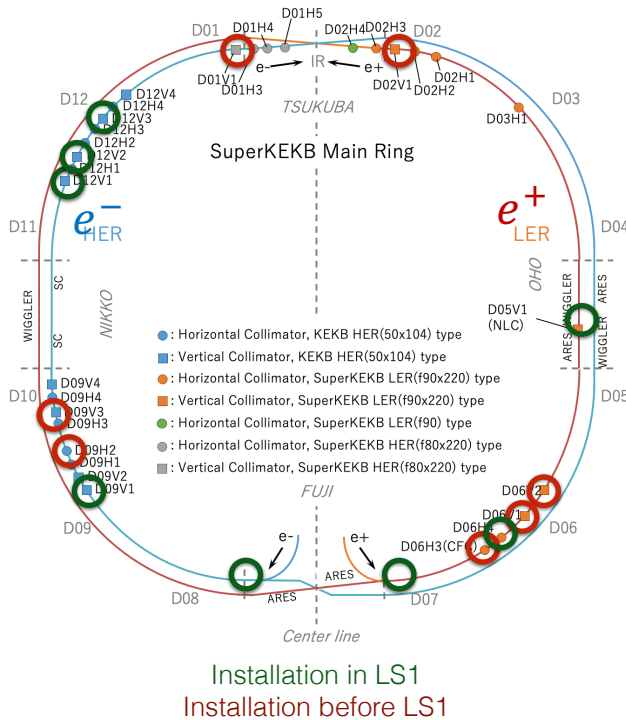 D01
D01H4
D01H5
D02H4
D02H3
D02
D01V1
D01H3
e-
IR
e+
D02V1
D02H2
D02H1
TSUKUBA
D03
D03H1
D12
D12V4
D12H4
D12V3
D12H3
D12H2
D12V2
D12H1
D12V1
SuperKEKB Main Ring
e−
HER
e+
LER
D11
D04
SC
NIKKO
OHO
WIGGLER
ARES
WIGGLER
SC
ARES
WIGGLER
D05V1
(NLC)
: Horizontal Collimator, KEKB HER(50x104) type
: Vertical Collimator, KEKB HER(50x104) type
: Horizontal Collimator, SuperKEKB LER(f90x220) type
: Vertical Collimator, SuperKEKB LER(f90x220) type
: Horizontal Collimator, SuperKEKB LER(f90) type
: Horizontal Collimator, SuperKEKB HER(f80x220) type
: Vertical Collimator, SuperKEKB HER(f80x220) type
D10
D05
D09V4
D09H4
D09V3
D09H3
D09H2
D09H1
D09V2
D09V1
FUJI
D06V2
D06V1
D06H4
D06H3(CFC)
D09
D06
e-
e+
ARES
ARES
D08
D07
Center line
Installation in LS1
Installation before LS1